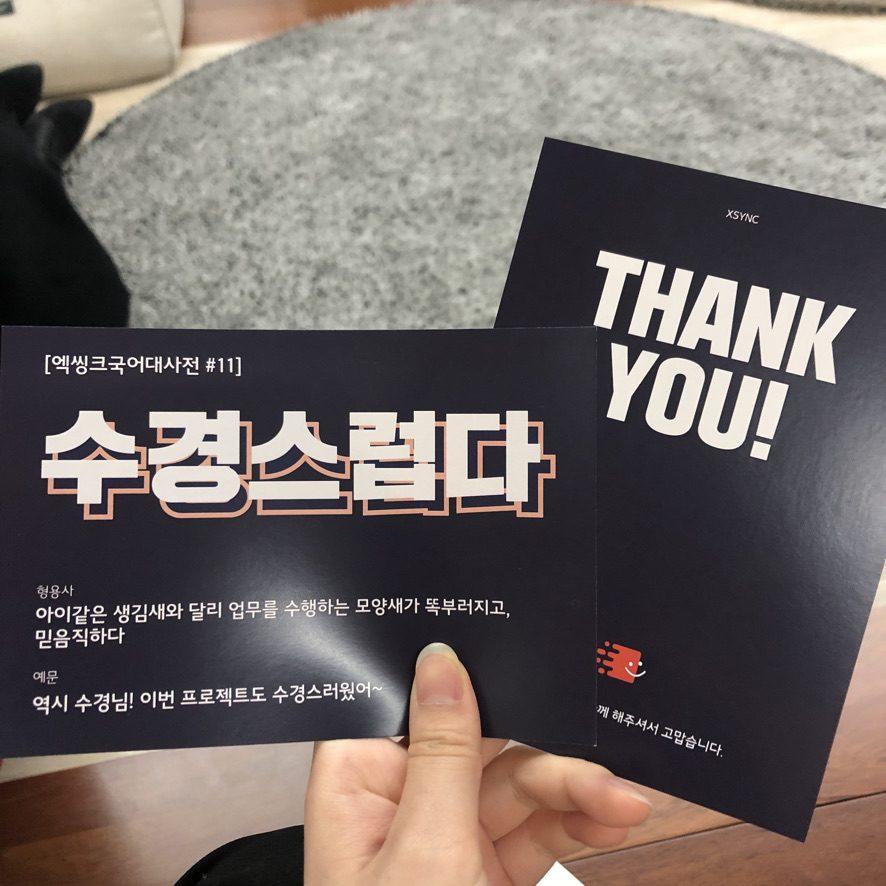 [엑씽크국어대사전 #11]
수경스럽다
형용사
아이같은 생김새와 달리 업무를 수행하는 모양새가 똑부러지고,
믿음직하다
예문
역시 수경님! 이번 프로젝트도 수경스러웠어~
XSYNC
THANK
YOU!
해주셔서 고맙습니다.